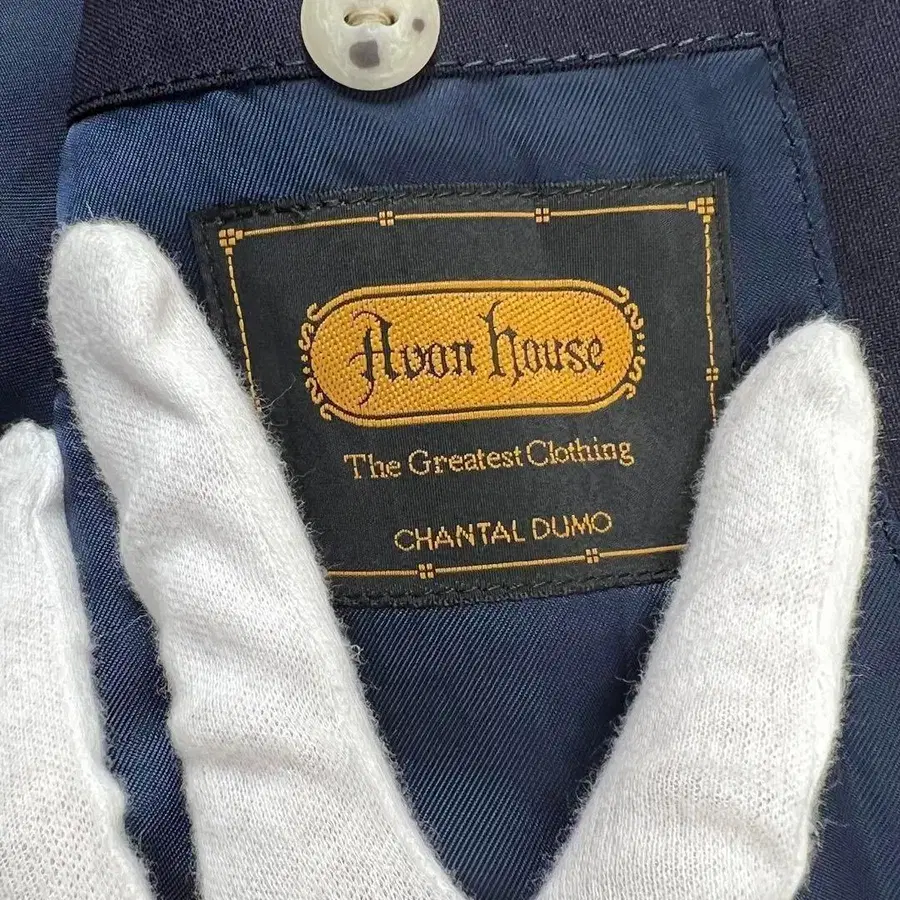 Avon house
The Greatest Clothing
CHANTAL DUMO